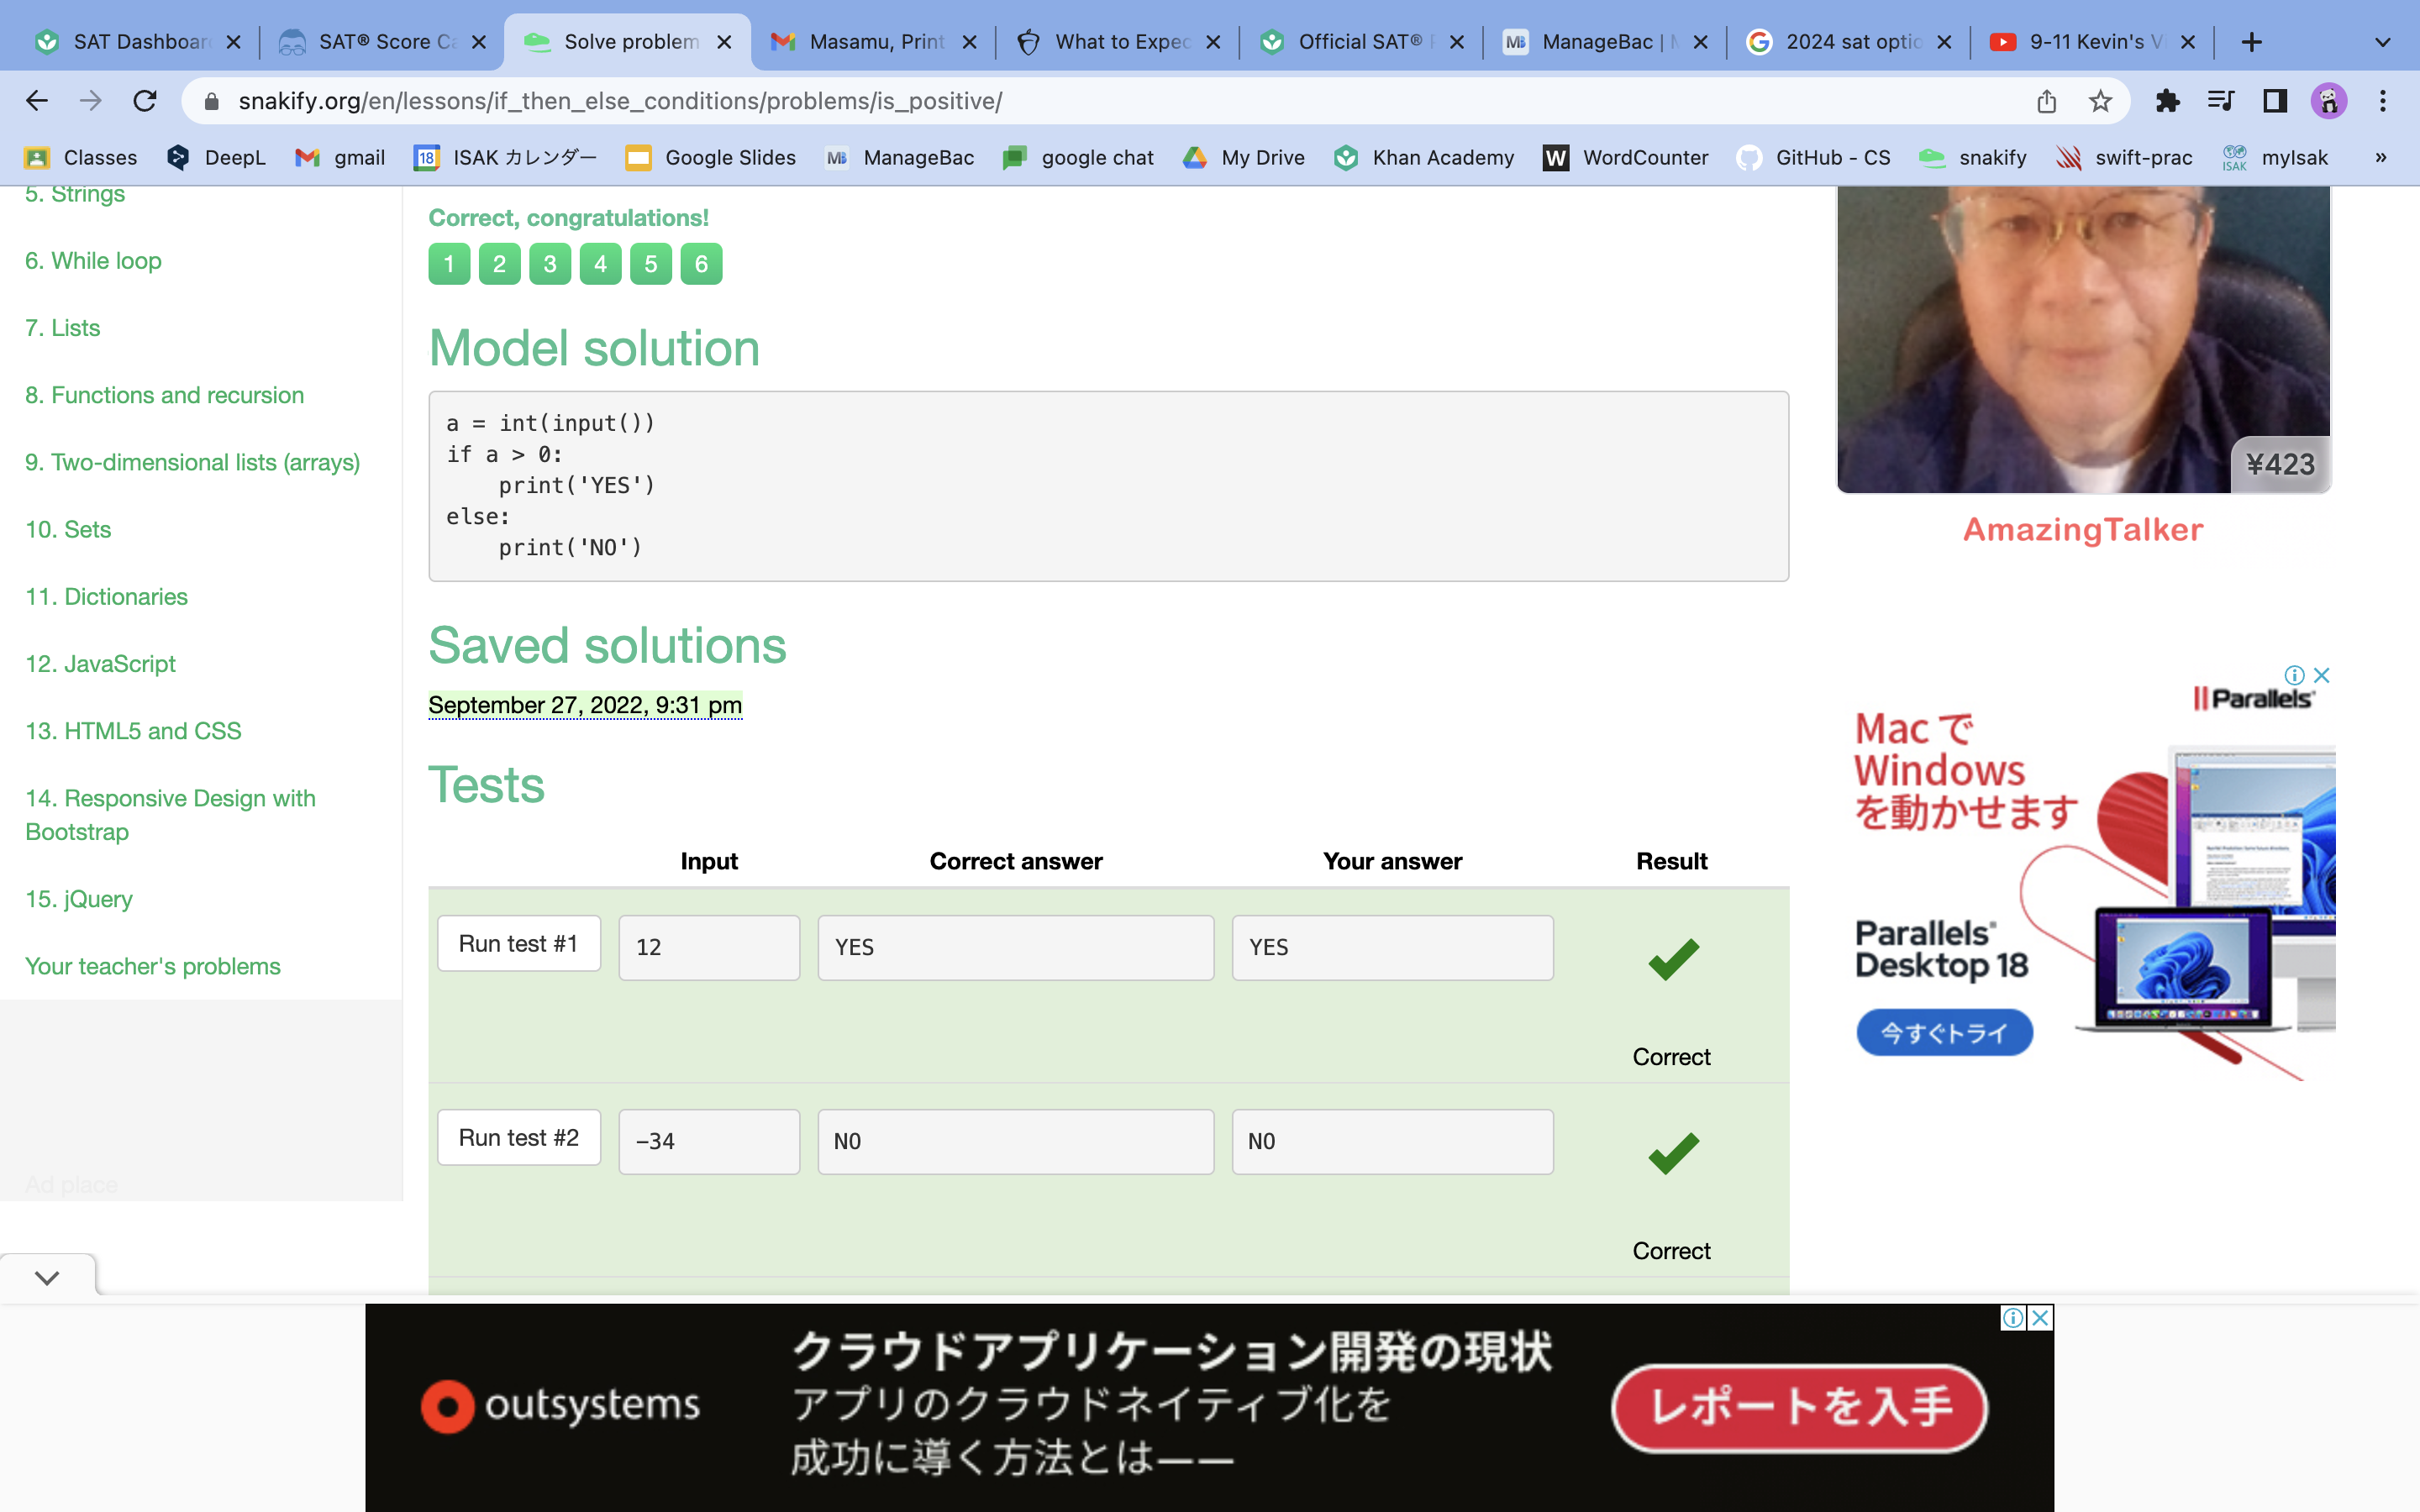 SAT Dashboar
SAT® Score Ca
Solve problem
Masamu, Print
What to Expec
Official SAT®
ManageBac |
2024 sat optic
9-11 Kevin's V
snakify.org/en/lessons/if_then_else_conditions/problems/is_positive/
Classes
DeepL
gmail
18
ISAK カレンダー
Google Slides
MB
ManageBac
google chat
My Drive
Khan Academy
W
WordCounter
GitHub - CS
snakify
swift-prac
ISAK
myIsak
»
5. Strings
6. While loop
7. Lists
8. Functions and recursion
9. Two-dimensional lists (arrays)
10. Sets
11. Dictionaries
12. JavaScript
13. HTML5 and CSS
14. Responsive Design with
Bootstrap
15. jQuery
Your teacher's problems
Ad place
Correct, congratulations!
1 2 3 4 5 6
Model solution
a = int(input())
if a > 0:
    print('YES')
else:
    print('NO')
Saved solutions
September 27, 2022, 9:31 pm
Tests
Input Correct answer Your answer Result
Run test #1 12 YES YES
Correct
Run test #2 -34 NO NO
Correct
¥423
AmazingTalker
Parallels®
Mac で
Windows
を動かせます
Parallels®
Desktop 18
今すぐトライ
outsystems
クラウドアプリケーション開発の現状
アプリのクラウドネイティブ化を
成功に導く方法とは——
レポートを入手